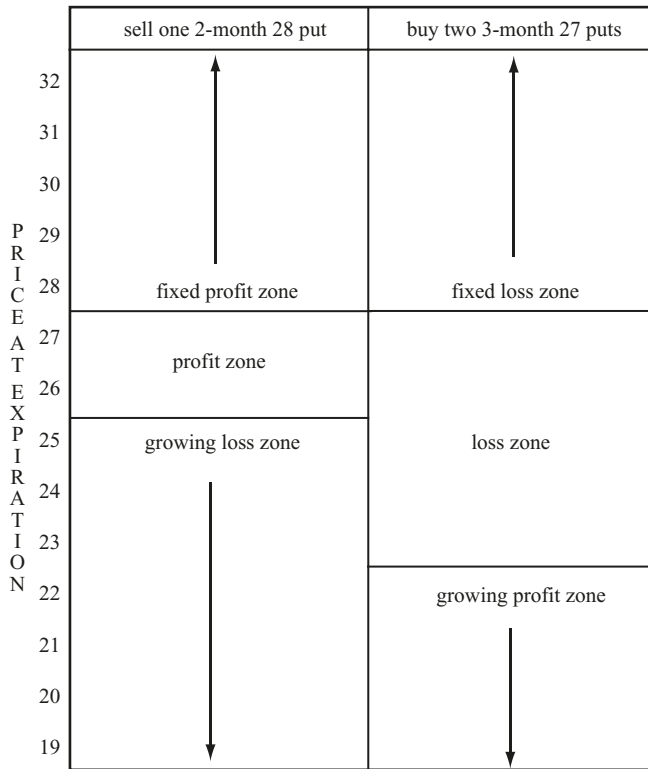 sell one 2-month 28 put
buy two 3-month 27 puts
PRICE AT EXPIRATION
32
31
30
29
28
fixed profit zone
fixed loss zone
27
profit zone
26
25
growing loss zone
loss zone
24
23
22
growing profit zone
21
20
19